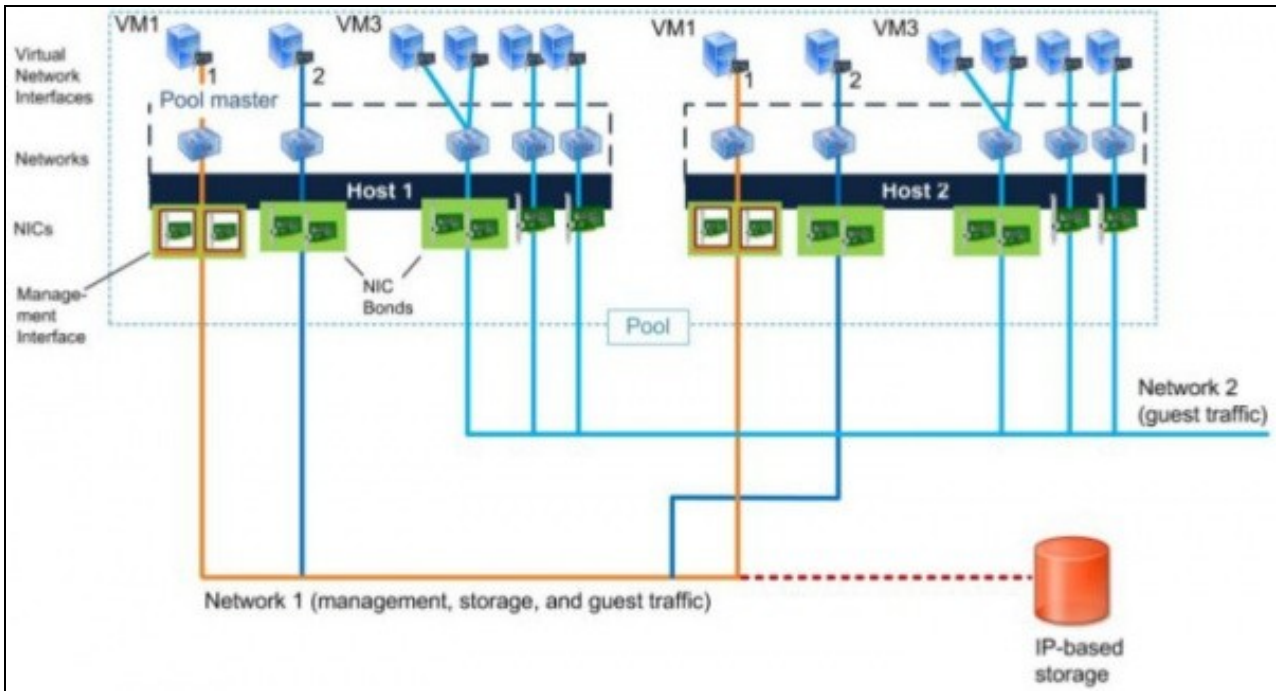 VM1
VM3
VM1
VM3
Virtual
Network
Interfaces
1
2
1
2
Pool master
Networks
Host 1
Host 2
NICs
Manage-
ment
Interface
NIC
Bonds
Pool
Network 2
(guest traffic)
Network 1 (management, storage, and guest traffic)
IP-based
storage